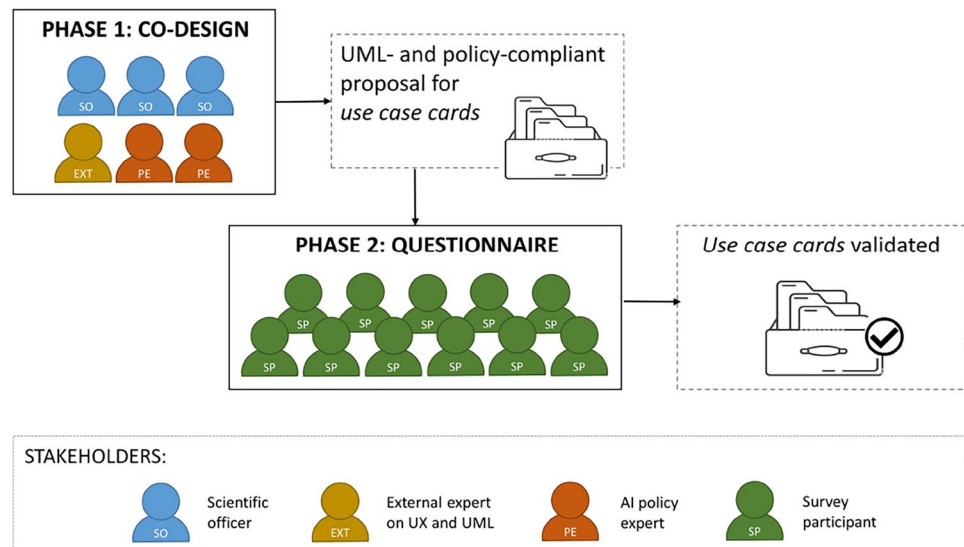 PHASE 1: CO-DESIGN
SO SO SO
EXT PE PE
UML- and policy-compliant
proposal for
use case cards
PHASE 2: QUESTIONNAIRE
SP SP SP SP SP
SP SP SP SP SP SP
Use case cards validated
STAKEHOLDERS:
SO
Scientific
officer
EXT
External expert
on UX and UML
PE
AI policy
expert
SP
Survey
participant